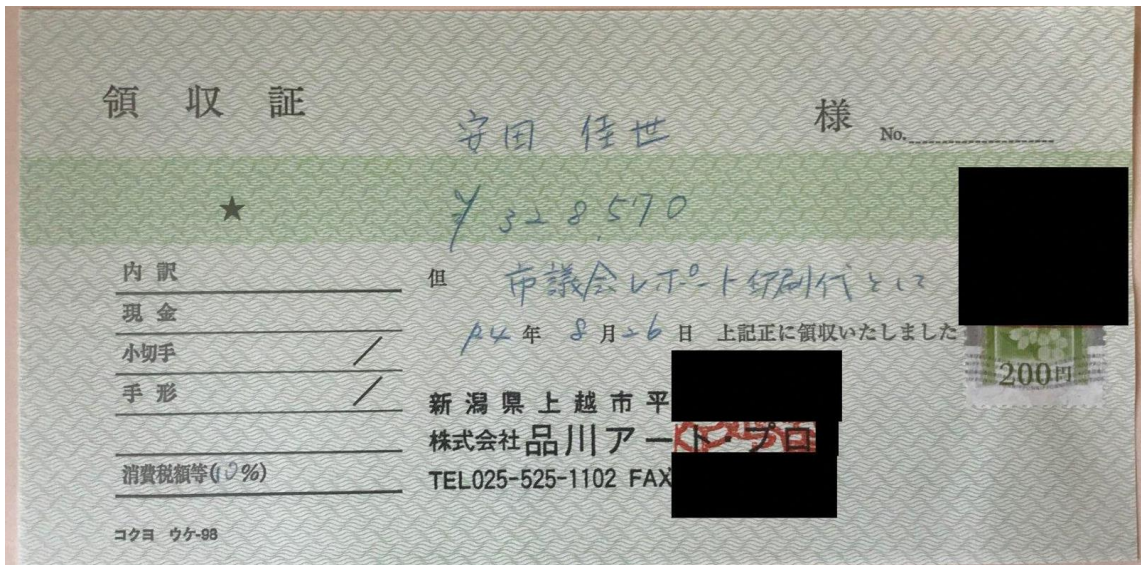 領収証
安田 佳世 様
No.
★
¥328,570
内訳
但 市議会レポート印刷代として
現金
R4年8月26日 上記正に領収いたしました
小切手
手形
200円
新潟県上越市平
株式会社品川アート・プロ
TEL025-525-1102 FAX
消費税額等(10%)
コクヨ ウケ-98